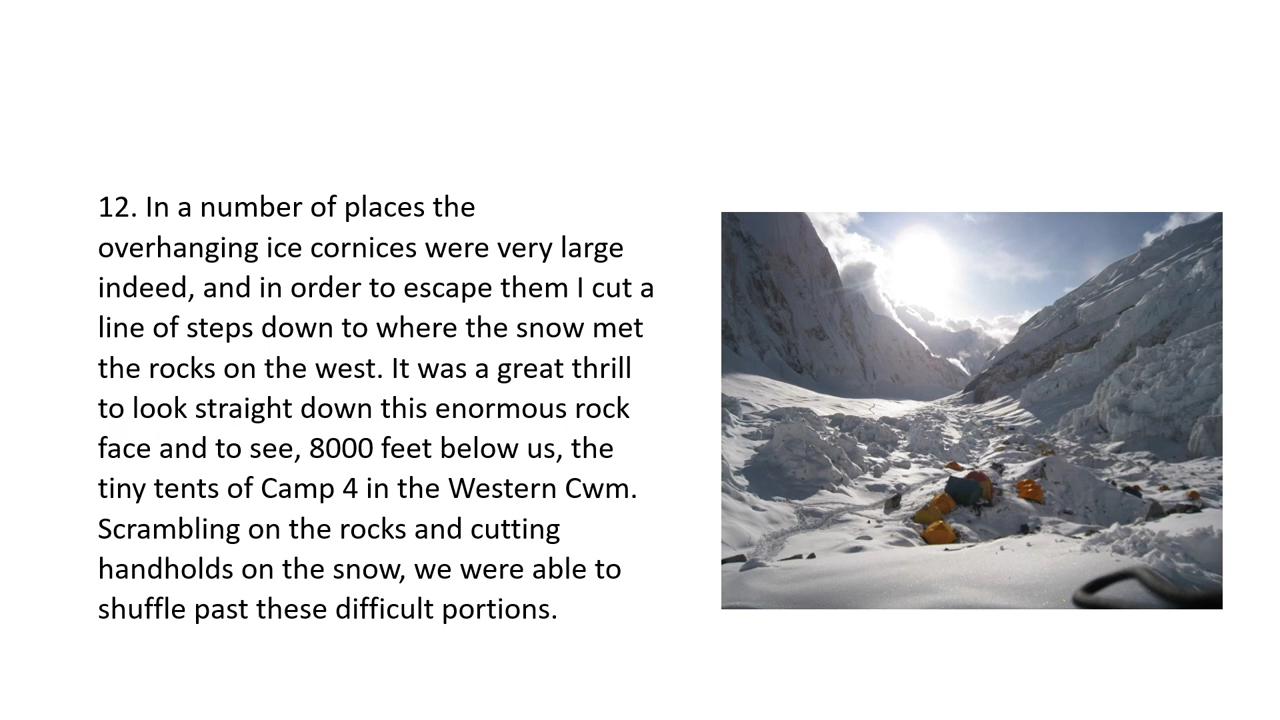 12. In a number of places the
overhanging ice cornices were very large
indeed, and in order to escape them I cut a
line of steps down to where the snow met
the rocks on the west. It was a great thrill
to look straight down this enormous rock
face and to see, 8000 feet below us, the
tiny tents of Camp 4 in the Western Cwm.
Scrambling on the rocks and cutting
handholds on the snow, we were able to
shuffle past these difficult portions.